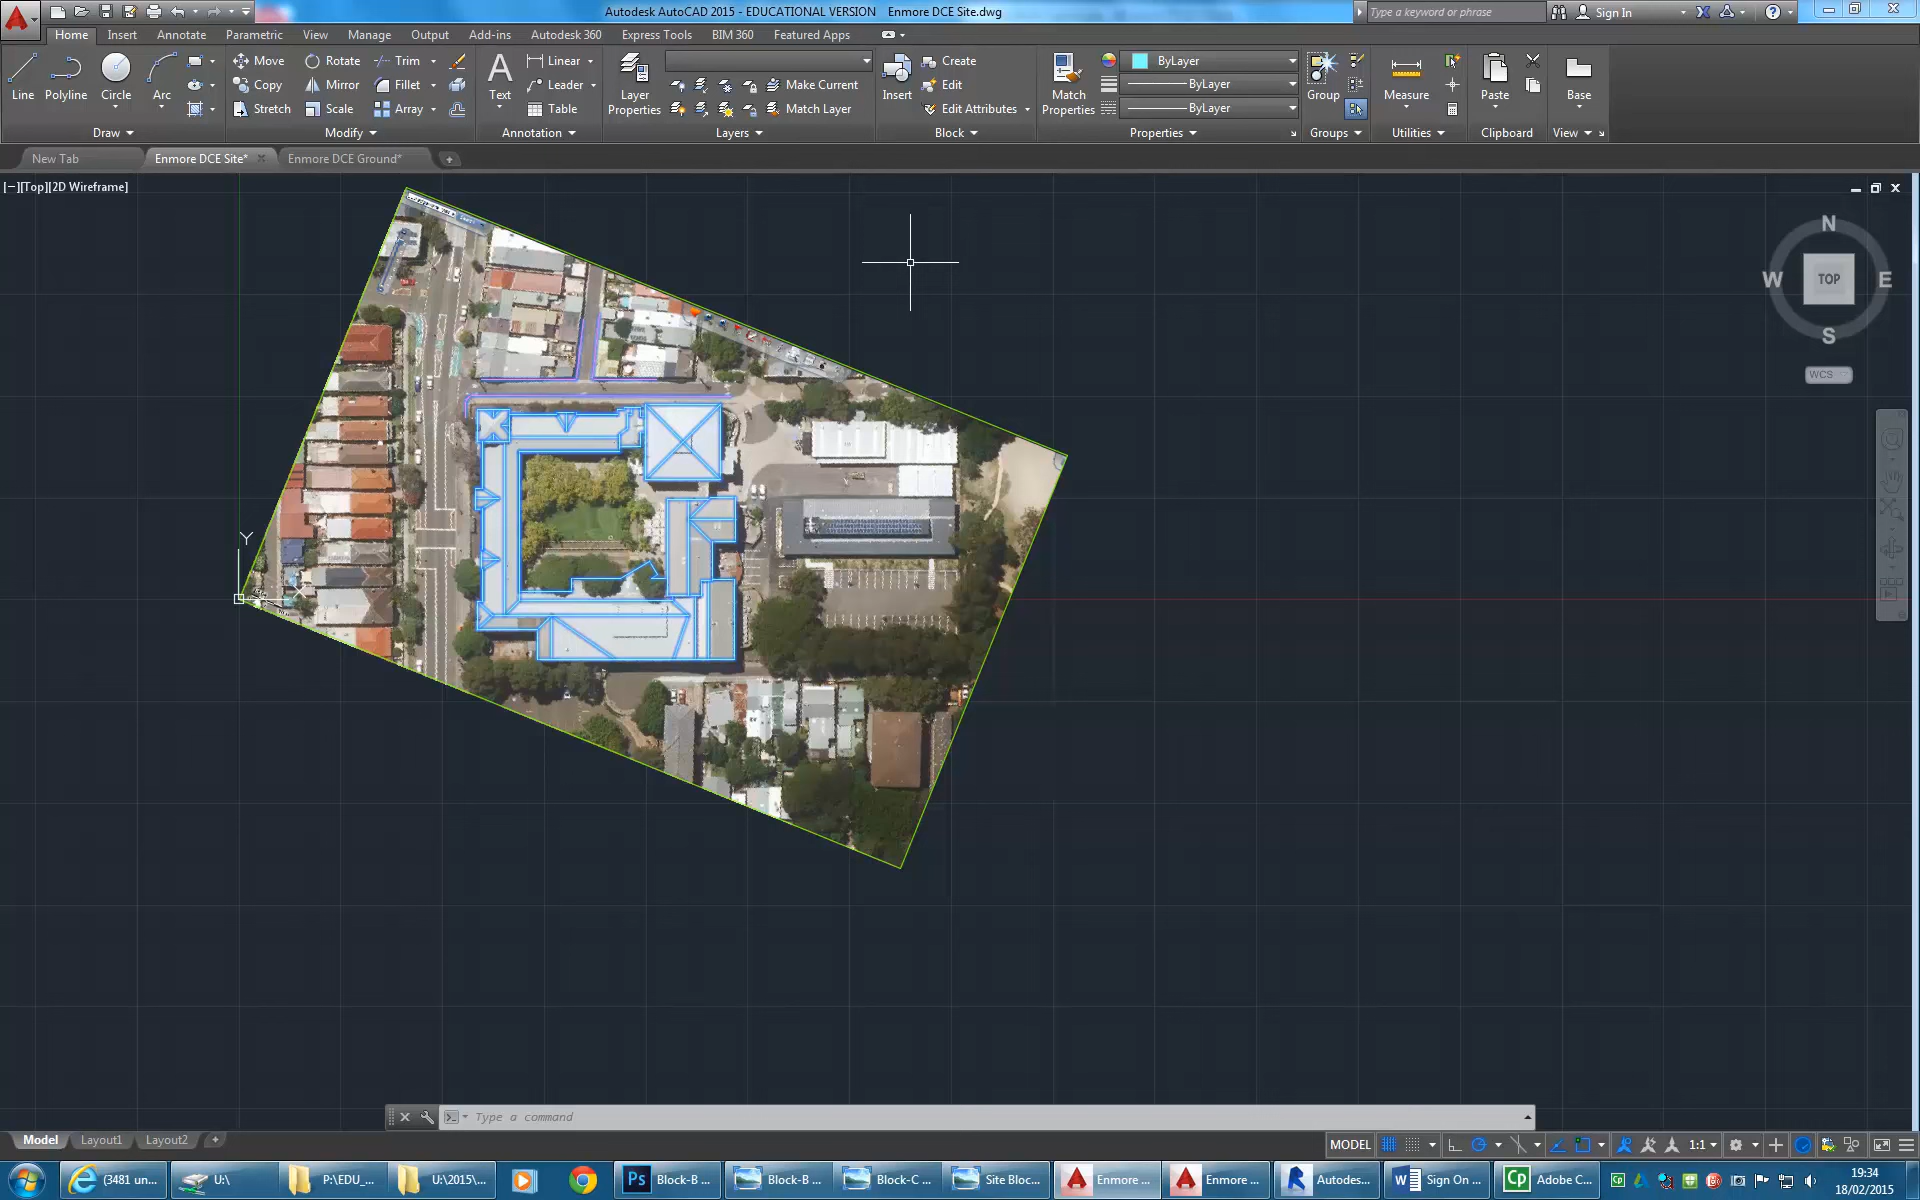 Autodesk AutoCAD 2015 - EDUCATIONAL VERSION Enmore DCE Site.dwg
Type a keyword or phrase
Sign In
Home Insert Annotate Parametric View Manage Output Add-ins Autodesk 360 Express Tools BIM 360 Featured Apps
Line Polyline Circle Arc
Move Rotate Trim
Copy Mirror Fillet
Stretch Scale Array
Text Linear
Leader
Table
Layer Properties
Make Current
Match Layer
Insert Create
Edit
Edit Attributes
Match Properties
ByLayer
ByLayer
ByLayer
Group Measure Paste Base
Draw Modify Annotation Layers Block Properties Groups Utilities Clipboard View
New Tab Enmore DCE Site* Enmore DCE Ground*
[−][Top][2D Wireframe]
N
W TOP E
S
WCS
Y
X
Type a command
Model Layout1 Layout2
MODEL 1:1
(3481 un...
U:\
P:\EDU_...
U:\2015\...
Ps Block-B ...
Block-B ...
Block-C ...
Site Bloc...
Enmore ...
Enmore ...
Autodes...
Sign On ...
Cp Adobe C...
19:34
18/02/2015